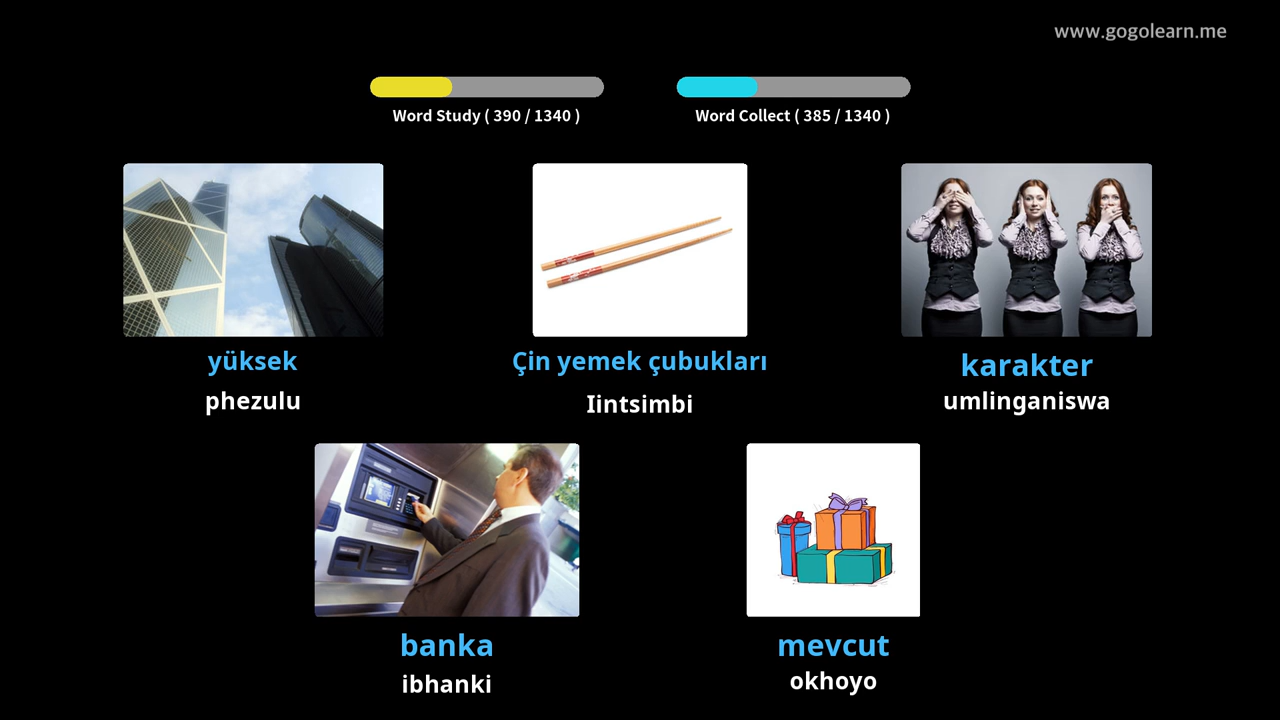 www.gogolearn.me
Word Study ( 390 / 1340 )
Word Collect ( 385 / 1340 )
yüksek
phezulu
Çin yemek çubukları
Iintsimbi
karakter
umlinganiswa
banka
ibhanki
mevcut
okhoyo